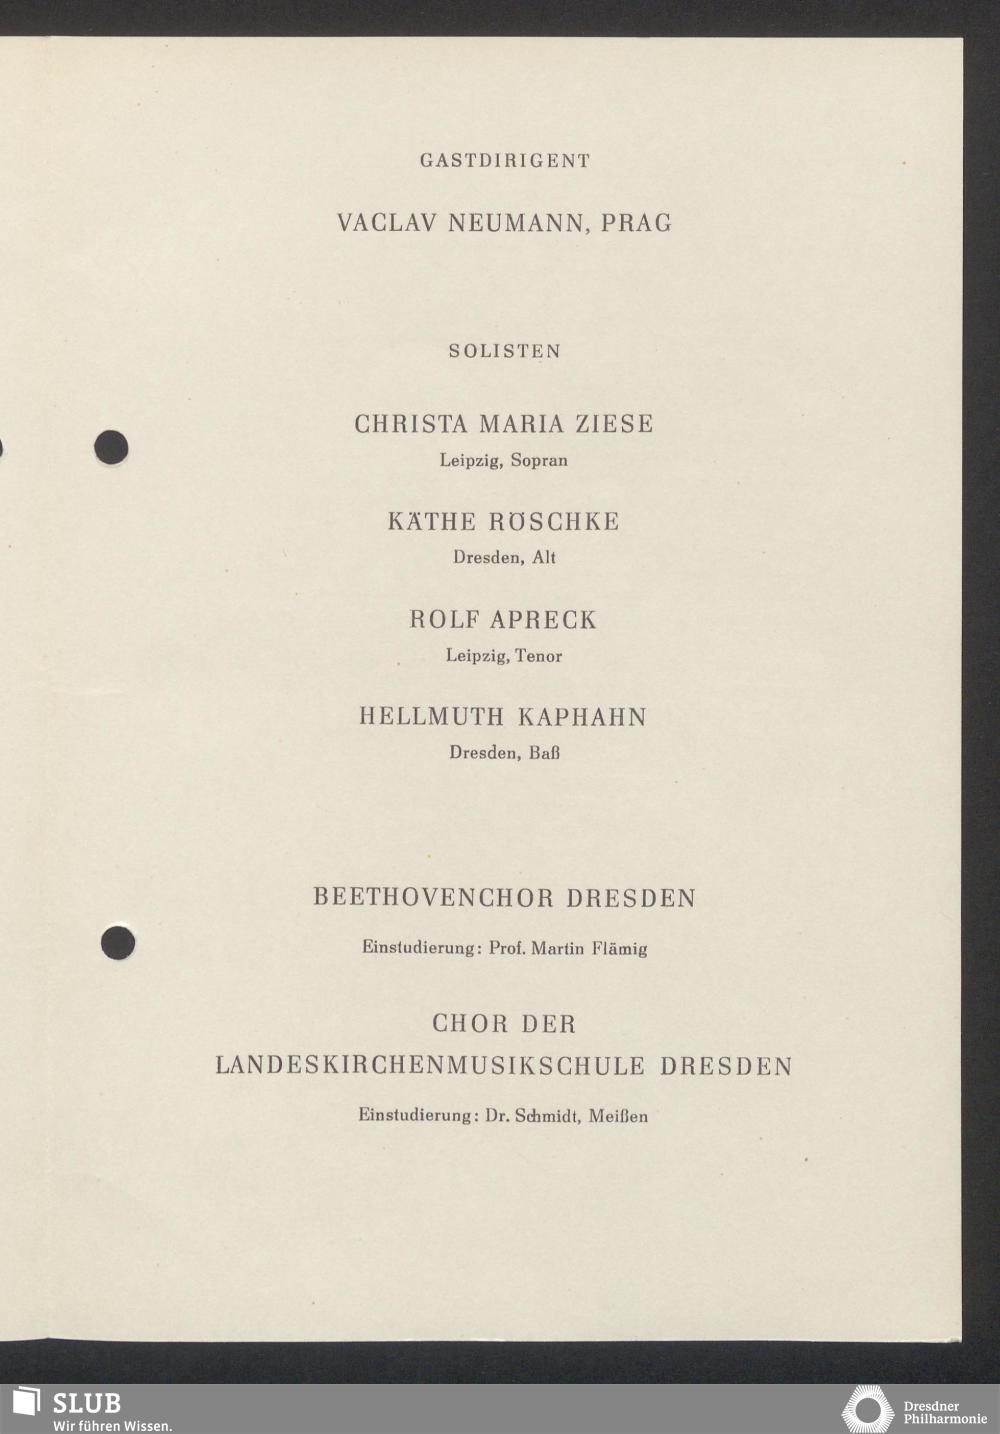 GASTDIRIGENT
VACLAV NEUMANN, PRAG
SOLISTEN
CHRISTA MARIA ZIESE
Leipzig, Sopran
KÄTHE RÖSCHKE
Dresden, Alt
ROLF APRECK
Leipzig, Tenor
HELLMUTH KAPHAHN
Dresden, Baß
BEETHOVENCHOR DRESDEN
Einstudierung: Prof. Martin Flämig
CHOR DER
LANDESKIRCHENMUSIKSCHULE DRESDEN
Einstudierung: Dr. Schmidt, Meißen
SLUB
Wir führen Wissen.
Dresdner
Philharmonie